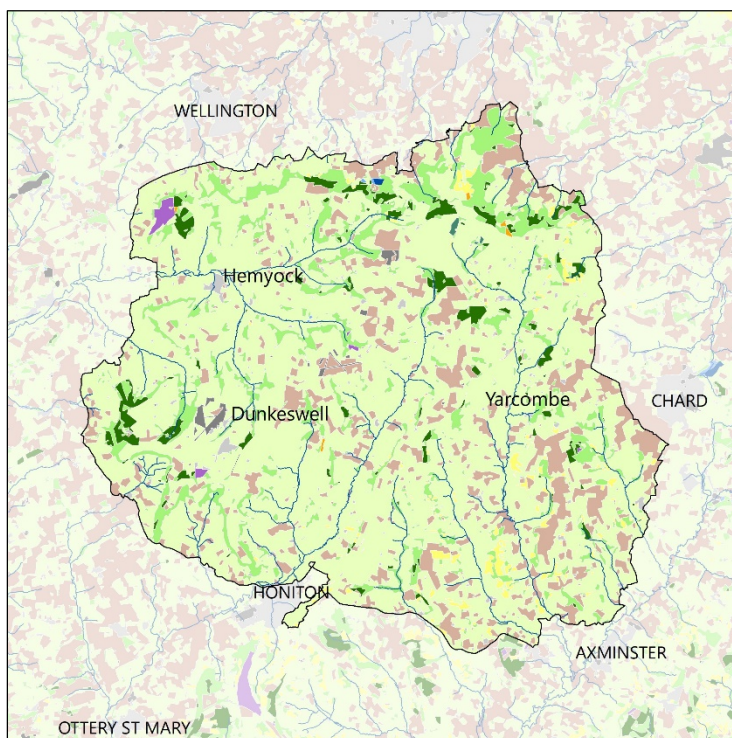 WELLINGTON
Hemyock
Yarcombe
CHARD
Dunkeswell
HONITON
AXMINSTER
OTTERY ST MARY